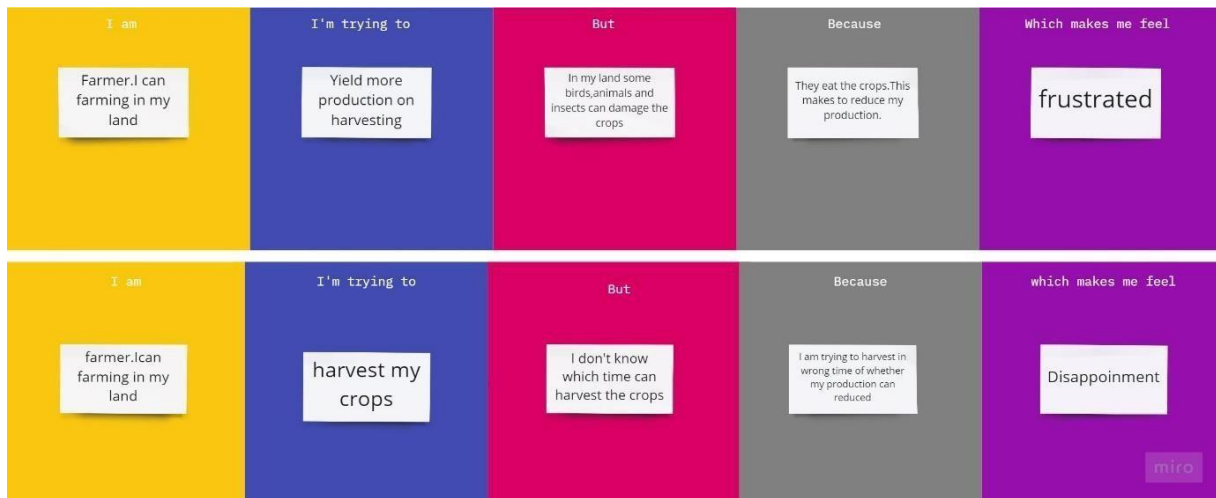 I am
Farmer.I can
farming in my
land
I'm trying to
Yield more
production on
harvesting
But
In my land some
birds,animals and
insects can damage the
crops
Because
They eat the crops.This
makes to reduce my
production.
Which makes me feel
frustrated
I am
farmer.Ican
farming in my
land
I'm trying to
harvest my
crops
But
I don't know
which time can
harvest the crops
Because
I am trying to harvest in
wrong time of whether
my production can
reduced
which makes me feel
Disappoinment
miro